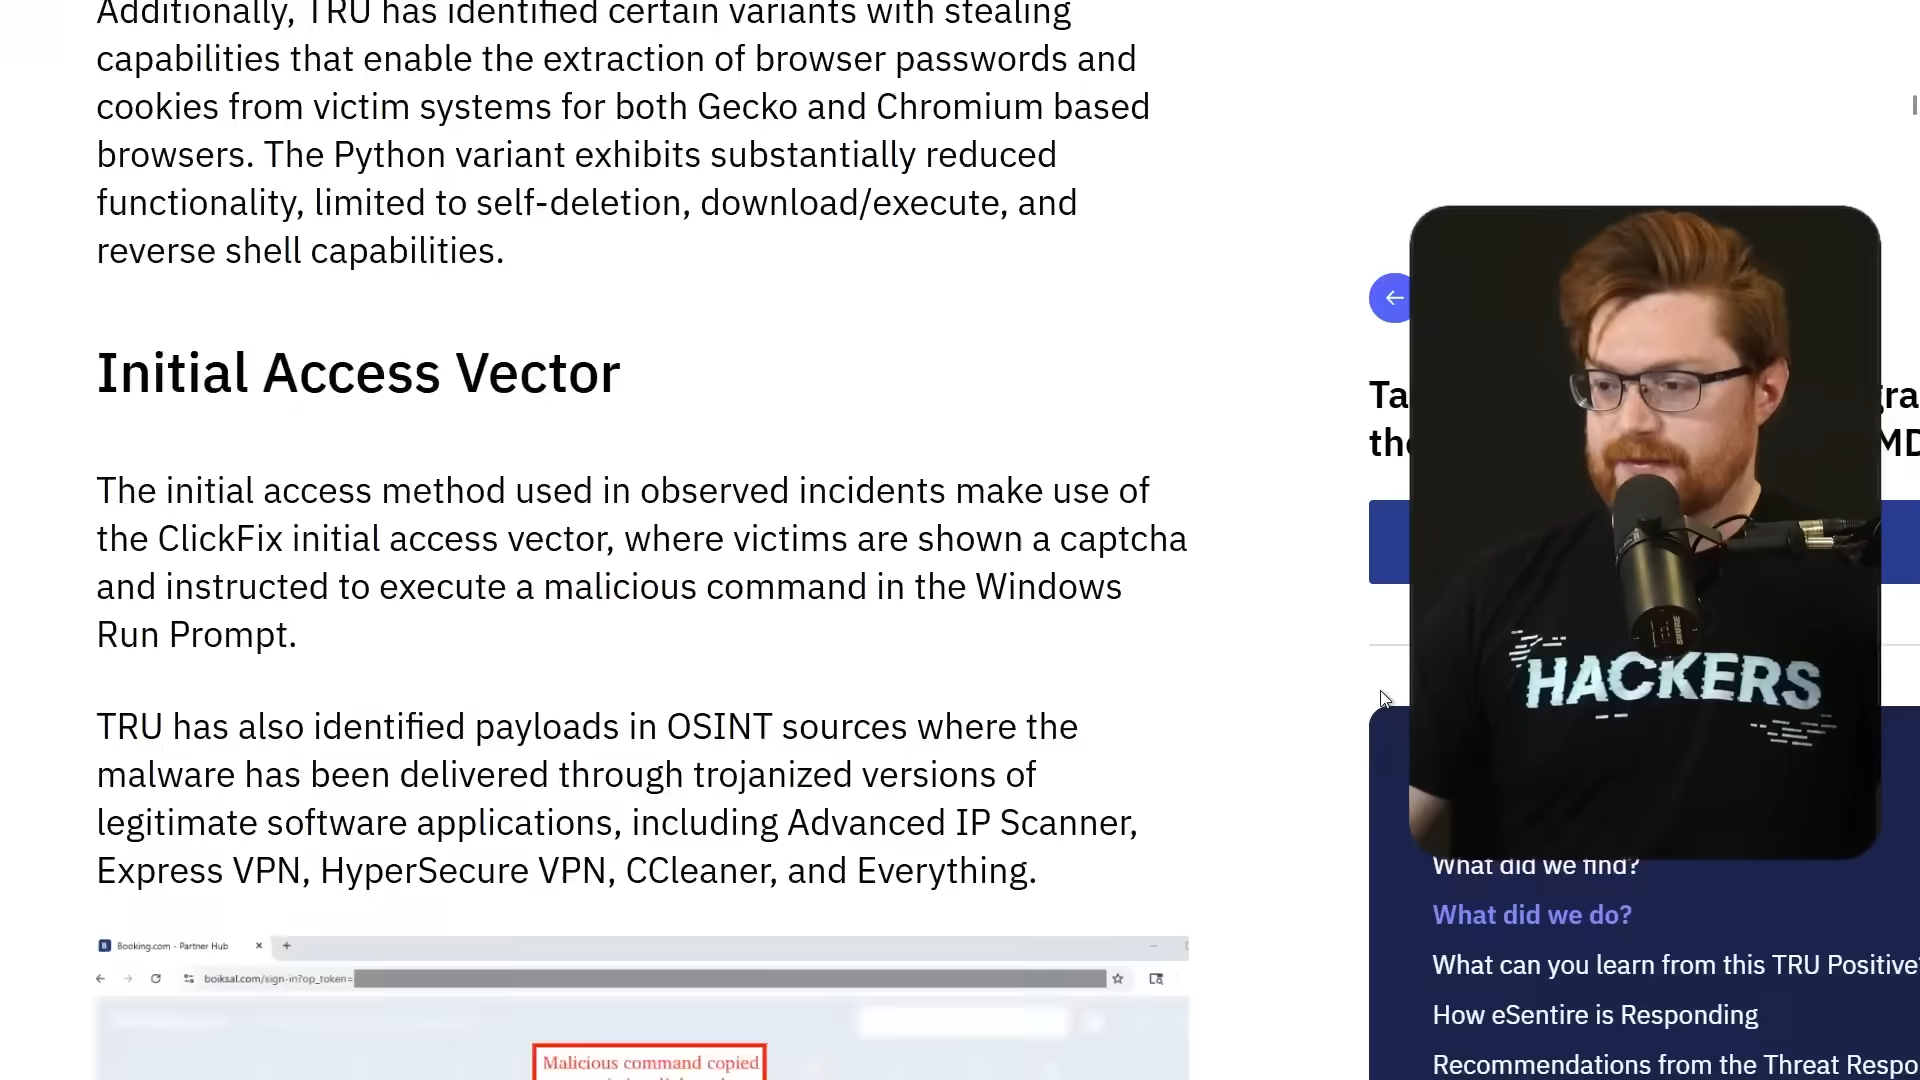 Additionally, TRU has identified certain variants with stealing
capabilities that enable the extraction of browser passwords and
cookies from victim systems for both Gecko and Chromium based
browsers. The Python variant exhibits substantially reduced
functionality, limited to self-deletion, download/execute, and
reverse shell capabilities.
Initial Access Vector
The initial access method used in observed incidents make use of
the ClickFix initial access vector, where victims are shown a captcha
and instructed to execute a malicious command in the Windows
Run Prompt.
TRU has also identified payloads in OSINT sources where the
malware has been delivered through trojanized versions of
legitimate software applications, including Advanced IP Scanner,
Express VPN, HyperSecure VPN, CCleaner, and Everything.
Booking.com - Partner Hub
boiksal.com/sign-in?op_token=
Malicious command copied
Ta
the
SHURE
HACKERS
What did we find?
What did we do?
What can you learn from this TRU Positive?
How eSentire is Responding
Recommendations from the Threat Respo